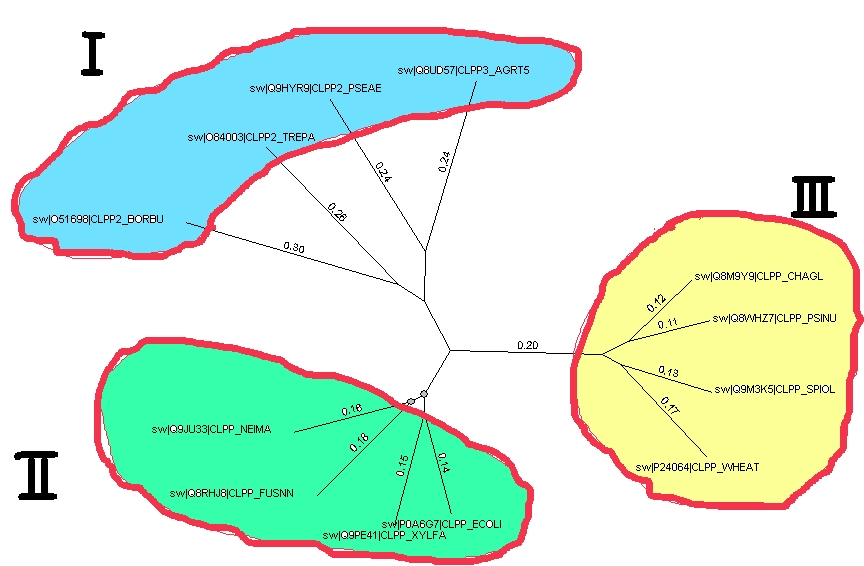 I
sw|Q8UD57|CLPP3_AGRT5
sw|Q9HYR9|CLPP2_PSEAE
sw|O84003|CLPP2_TREPA
sw|O51698|CLPP2_BORBU
0.24
0.24
0.26
0.30
III
sw|Q8M9Y9|CLPP_CHAGL
0.12
sw|Q8WHZ7|CLPP_PSINU
0.11
0.20
0.13
sw|Q9M3K5|CLPP_SPIOL
0.17
sw|P24064|CLPP_WHEAT
II
0.16
sw|Q9JU33|CLPP_NEIMA
0.18
0.15
0.14
sw|Q8RHJ8|CLPP_FUSNN
sw|P0A6G7|CLPP_ECOLI
sw|Q9PE41|CLPP_XYLFA